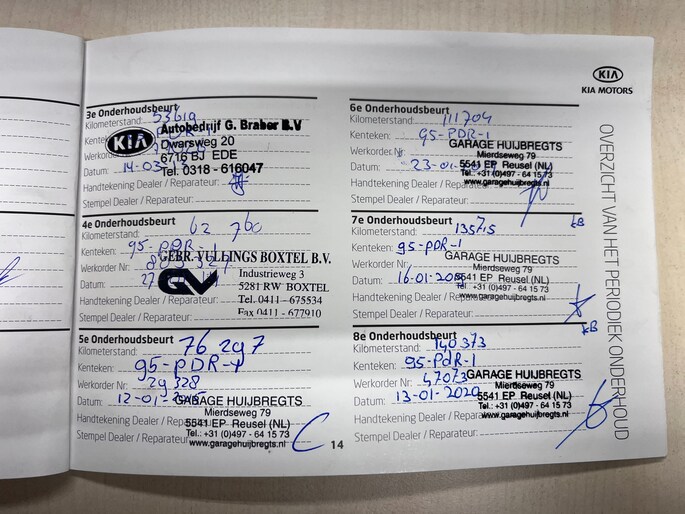 3e Onderhoudsbeurt
Kilometerstand: 53619
Kenteken:
Werkorder
Datum: 14-03
Handtekening Dealer / Reparateur:
Stempel Dealer / Reparateur:
KIA
Autobedrijf G. Braber B.V
Dwarsweg 20
6716 BJ EDE
Tel. 0318 - 616047
4e Onderhoudsbeurt
Kilometerstand: 62 760
Kenteken: 95-PDR-1
Werkorder Nr:
Datum: 27
Handtekening Dealer / Reparateur:
Stempel Dealer / Reparateur:
GEBR. VULLINGS BOXTEL B.V.
Industrieweg 3
5281 RW BOXTEL
Tel. 0411 - 675534
Fax 0411 - 677910
5e Onderhoudsbeurt
Kilometerstand: 76 297
Kenteken: 95-PDR-1
Werkorder Nr: 29328
Datum: 12-01-
Handtekening Dealer / Repa
Stempel Dealer / Reparateur:
GARAGE HUIJBREGTS
Mierdseweg 79
5541 EP Reusel (NL)
Tel.: +31 (0)497 - 64 15 73
www.garagehuijbregts.nl
14
KIA
KIA MOTORS
OVERZICHT VAN HET PERIODIEK ONDERHOUD
6e Onderhoudsbeurt
Kilometerstand: 111704
Kenteken: 95-PDR-1
Werkorder Nr:
Datum: 23-01-
Handtekening Dealer / Reparateur
Stempel Dealer / Reparateur:
GARAGE HUIJBREGTS
Mierdseweg 79
5541 EP Reusel (NL)
Tel.: +31 (0)497 - 64 15 73
www.garagehuijbregts.nl
7e Onderhoudsbeurt
Kilometerstand:
Kenteken: 95-PDR-1
Werkorder Nr
Datum: 16-01-20
Handtekening Dealer / Reparateur
Stempel Dealer / Reparateur:
GARAGE HUIJBREGTS
Mierdseweg 79
5541 EP Reusel (NL)
Tel.: +31 (0)497 - 64 15 73
www.garagehuijbregts.nl
KB
8e Onderhoudsbeurt
Kilometerstand: 140373
Kenteken: 95-PDR-1
Werkorder Nr: 47073
Datum: 13-01-2020
Handtekening Dealer / Reparateur
Stempel Dealer / Reparateur:
GARAGE HUIJBREGTS
Mierdseweg 79
5541 EP Reusel (NL)
Tel.: +31 (0)497 - 64 15 73
www.garagehuijbregts.nl
KB